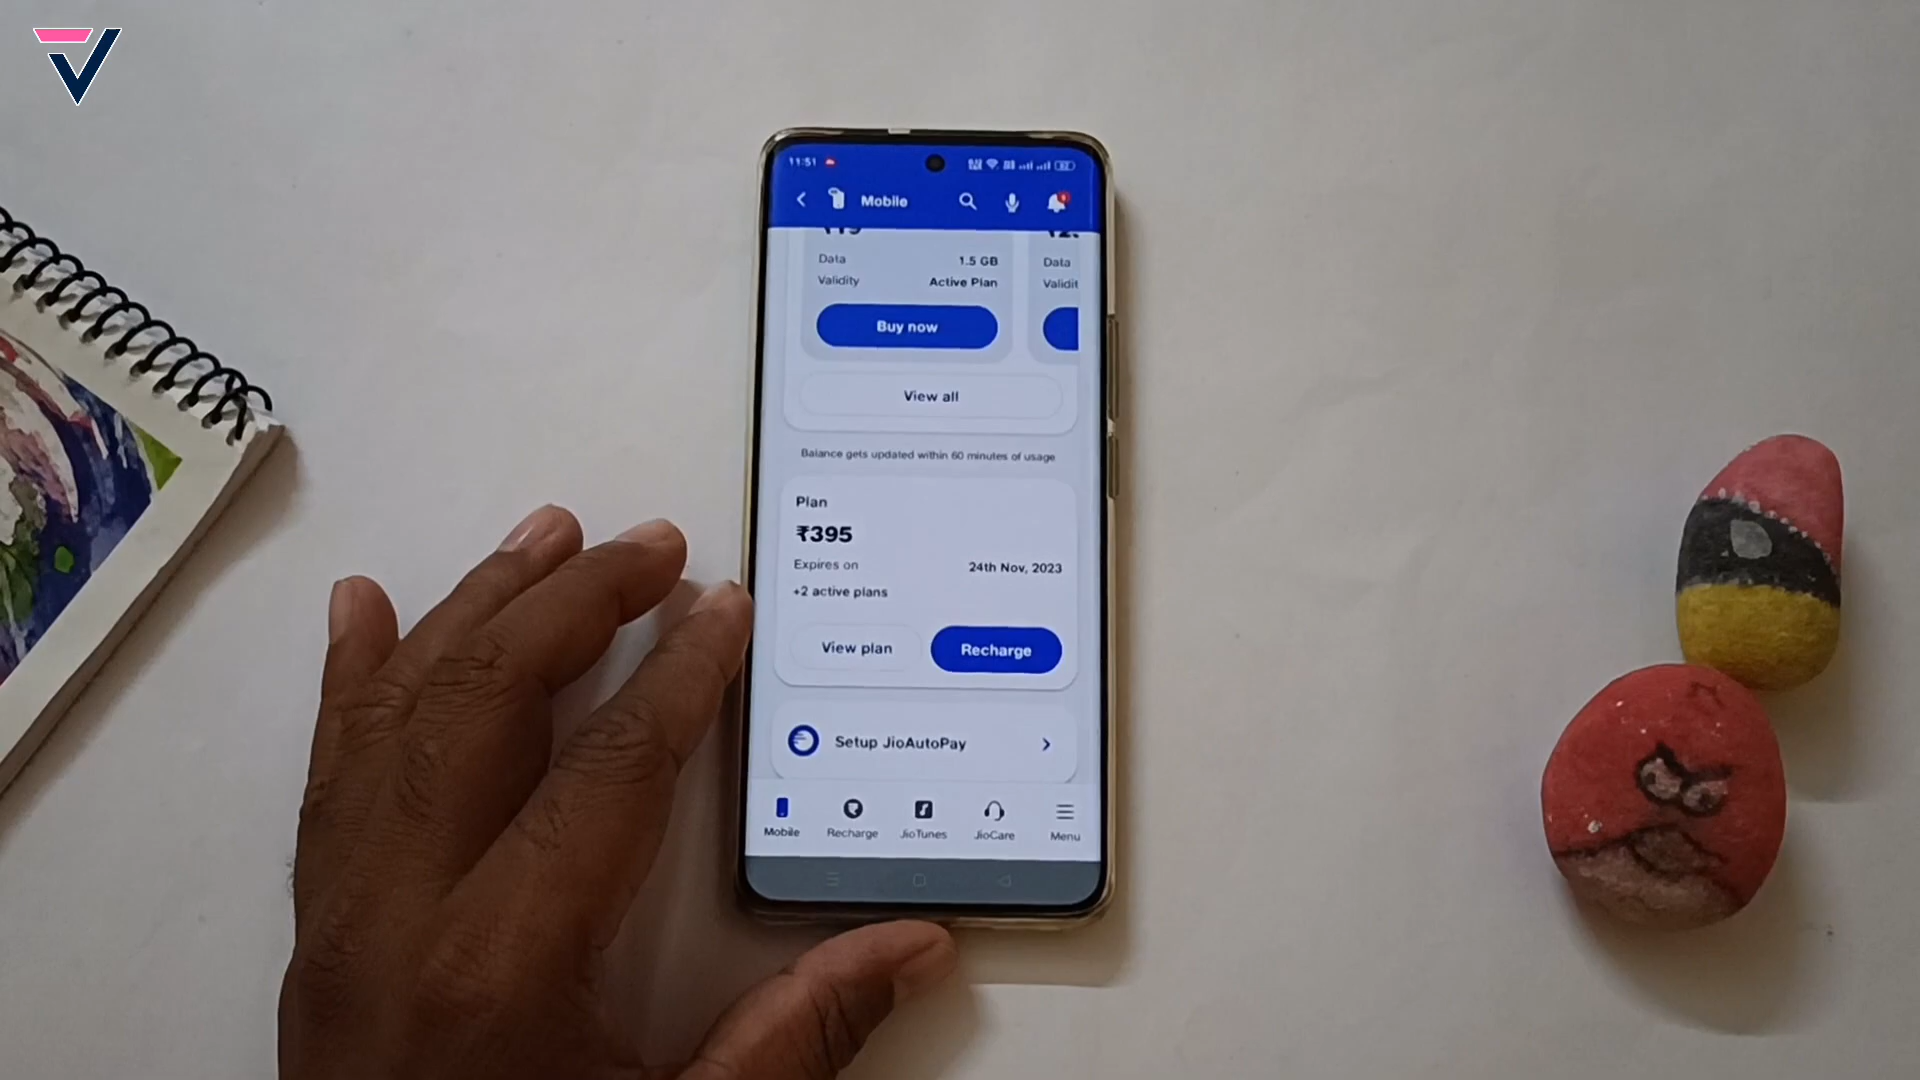 11:51
Mobile
Data 1.5 GB
Validity Active Plan
Buy now
Data
View all
Balance gets updated within 60 minutes of usage
Plan
₹395
Expires on 24th Nov, 2023
+2 active plans
View plan Recharge
Setup JioAutoPay
Mobile Recharge JioTunes JioCare Menu